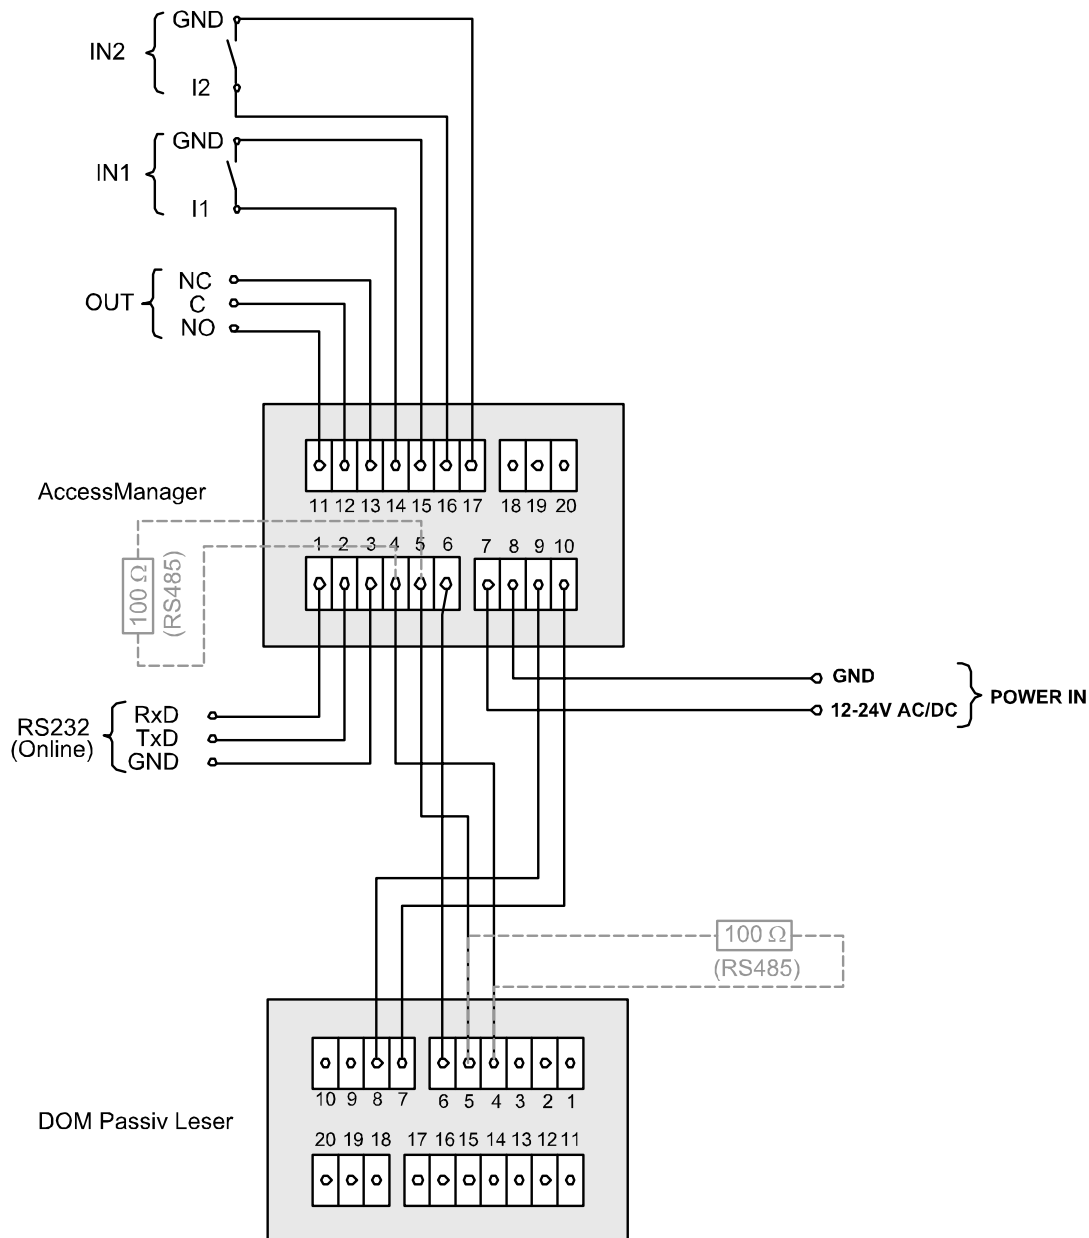 GND
IN2
I2
GND
IN1
I1
NC
OUT C
NO
AccessManager
11 12 13 14 15 16 17 18 19 20
1 2 3 4 5 6 7 8 9 10
100 Ω
(RS485)
GND
12-24V AC/DC
POWER IN
RS232
(Online)
RxD
TxD
GND
100 Ω
(RS485)
10 9 8 7 6 5 4 3 2 1
DOM Passiv Leser
20 19 18 17 16 15 14 13 12 11